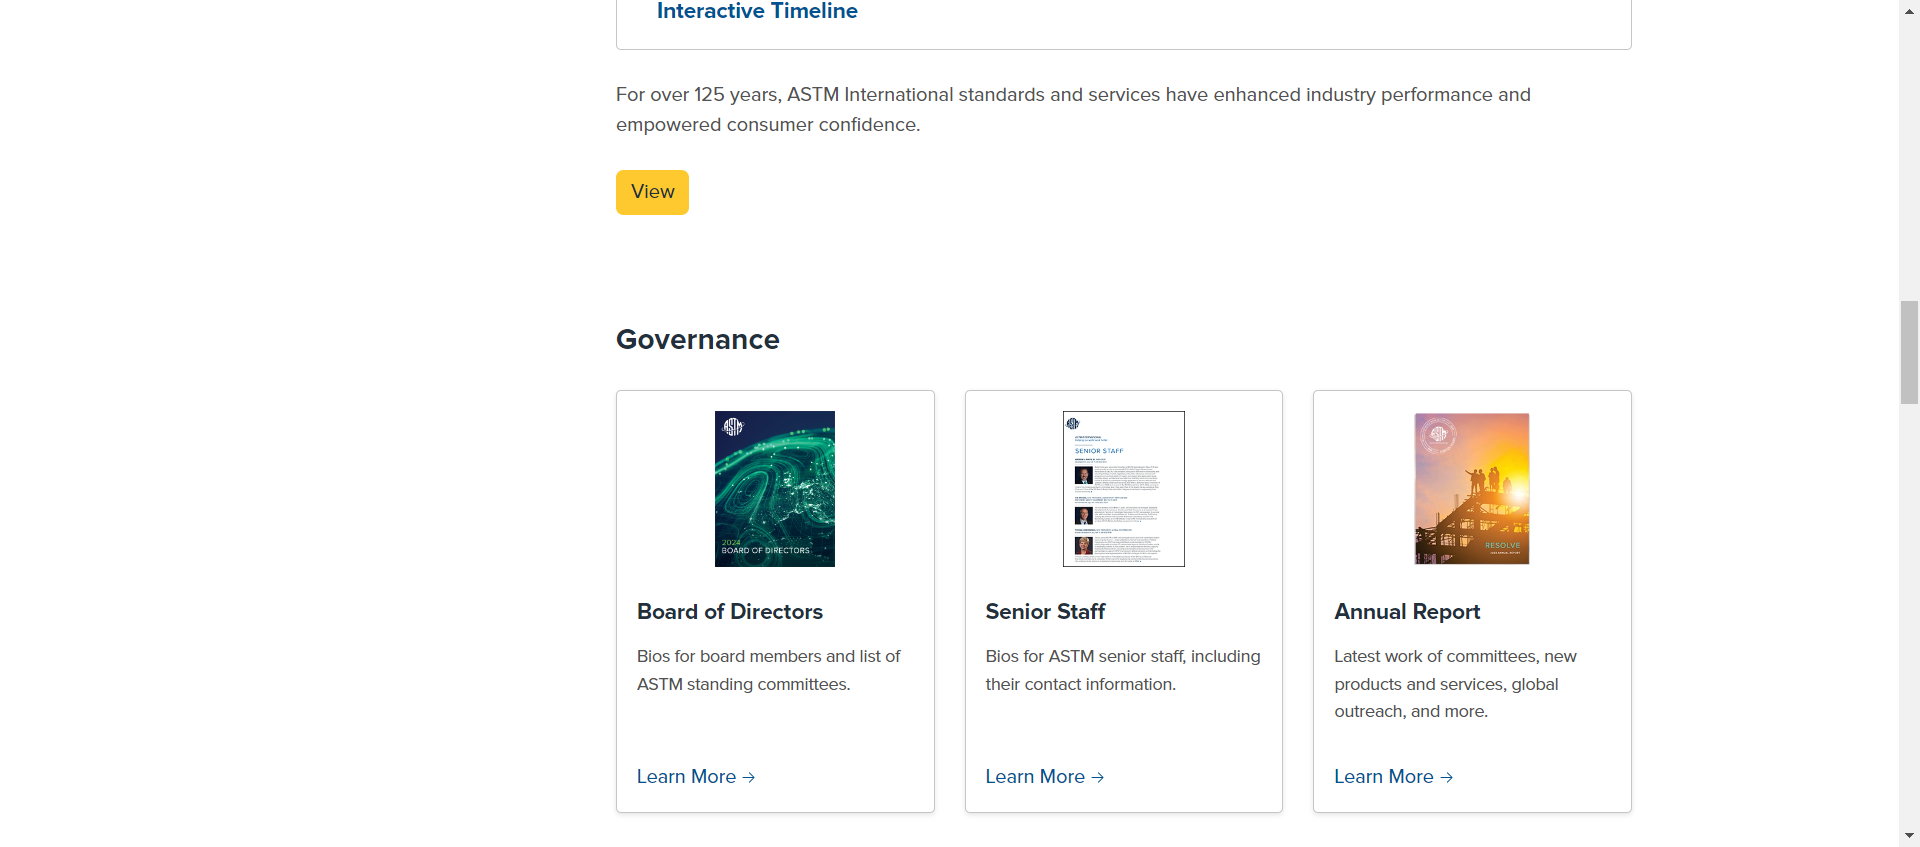 Interactive Timeline
For over 125 years, ASTM International standards and services have enhanced industry performance and
empowered consumer confidence.
View
Governance
ASTM
2024
BOARD OF DIRECTORS
SENIOR STAFF
ASTM
RESOLVE
Board of Directors
Bios for board members and list of
ASTM standing committees.
Learn More →
Senior Staff
Bios for ASTM senior staff, including
their contact information.
Learn More →
Annual Report
Latest work of committees, new
products and services, global
outreach, and more.
Learn More →